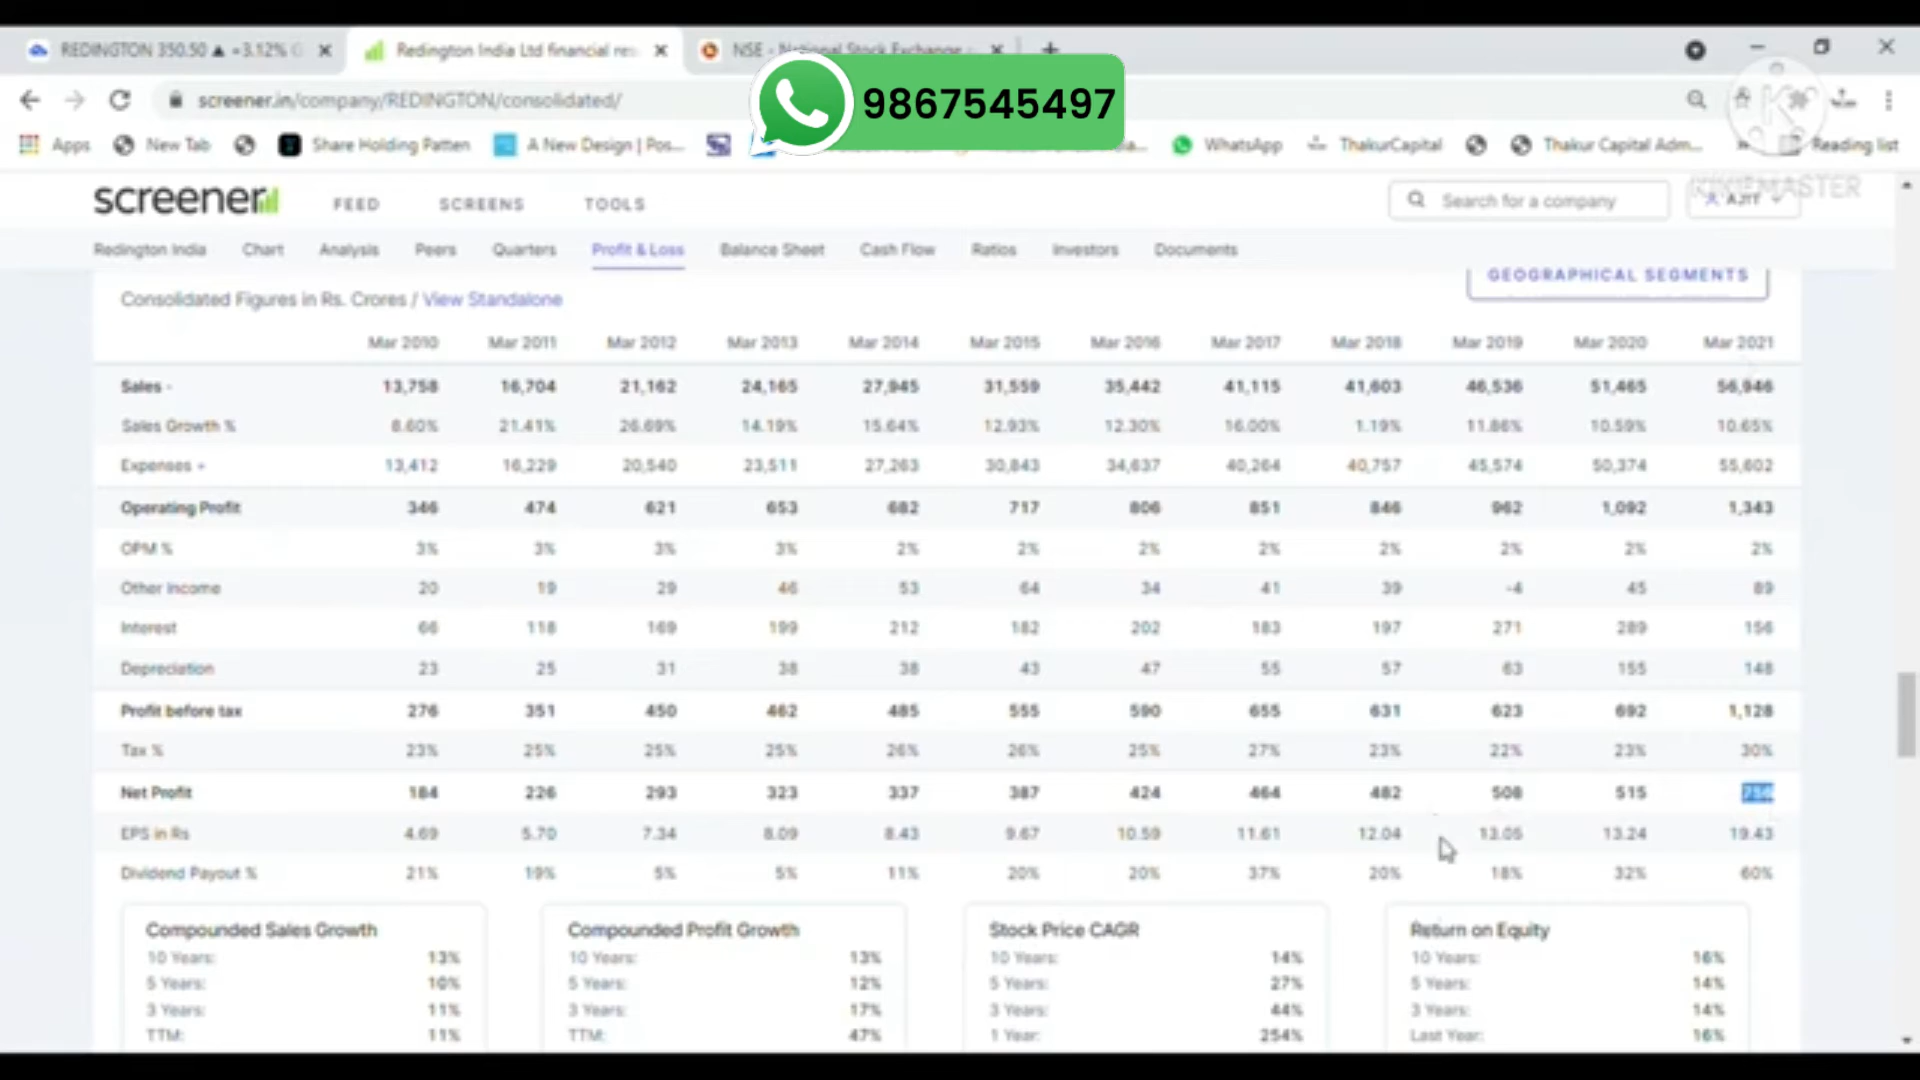 REDINGTON 350.50 ▲ +3.12%
Redington India Ltd financial res
NSE - National Stock Exchange
screener.in/company/REDINGTON/consolidated/
9867545497
Apps
New Tab
Share Holding Patten
A New Design | Pos...
WhatsApp
ThakurCapital
Thakur Capital Adm...
Reading list
KINEMASTER
screener
FEED
SCREENS
TOOLS
Search for a company
AJIT
Redington India Chart Analysis Peers Quarters Profit & Loss Balance Sheet Cash Flow Ratios Investors Documents
GEOGRAPHICAL SEGMENTS
Consolidated Figures in Rs. Crores / View Standalone
Mar 2010 Mar 2011 Mar 2012 Mar 2013 Mar 2014 Mar 2015 Mar 2016 Mar 2017 Mar 2018 Mar 2019 Mar 2020 Mar 2021
Sales - 13,758 16,704 21,162 24,165 27,945 31,559 35,442 41,115 41,603 46,536 51,465 56,946
Sales Growth % 8.60% 21.41% 26.69% 14.19% 15.64% 12.93% 12.30% 16.00% 1.19% 11.86% 10.59% 10.65%
Expenses + 13,412 16,229 20,540 23,511 27,263 30,843 34,637 40,264 40,757 45,574 50,374 55,602
Operating Profit 346 474 621 653 682 717 806 851 846 962 1,092 1,343
OPM % 3% 3% 3% 3% 2% 2% 2% 2% 2% 2% 2% 2%
Other Income 20 19 29 46 53 64 34 41 39 -4 45 89
Interest 66 118 169 199 212 182 202 183 197 271 289 156
Depreciation 23 25 31 38 38 43 47 55 57 63 155 148
Profit before tax 276 351 450 462 485 555 590 655 631 623 692 1,128
Tax % 23% 25% 25% 25% 26% 26% 25% 27% 23% 22% 23% 30%
Net Profit 184 226 293 323 337 387 424 464 482 508 515
EPS in Rs 4.69 5.70 7.34 8.09 8.43 9.67 10.59 11.61 12.04 13.05 13.24 19.43
Dividend Payout % 21% 19% 5% 5% 11% 20% 20% 37% 20% 18% 32% 60%
Compounded Sales Growth
10 Years: 13%
5 Years: 10%
3 Years: 11%
TTM: 11%
Compounded Profit Growth
10 Years: 13%
5 Years: 12%
3 Years: 17%
TTM: 47%
Stock Price CAGR
10 Years: 14%
5 Years: 27%
3 Years: 44%
1 Year: 254%
Return on Equity
10 Years: 16%
5 Years: 14%
3 Years: 14%
Last Year: 16%